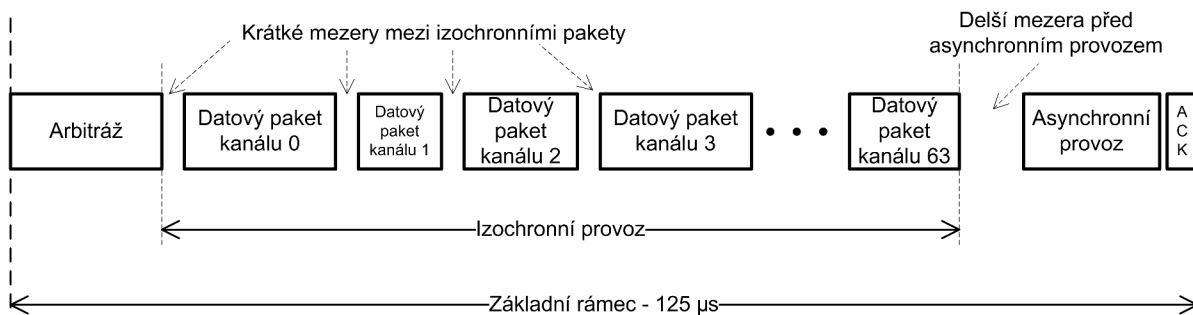 Krátké mezery mezi izochronními pakety
Delší mezera před
asynchronním provozem
Arbitráž
Datový paket
kanálu 0
Datový
paket
kanálu 1
Datový
paket
kanálu 2
Datový paket
kanálu 3
Datový
paket
kanálu 63
Asynchronní
provoz
A
C
K
Izochronní provoz
Základní rámec - 125 µs